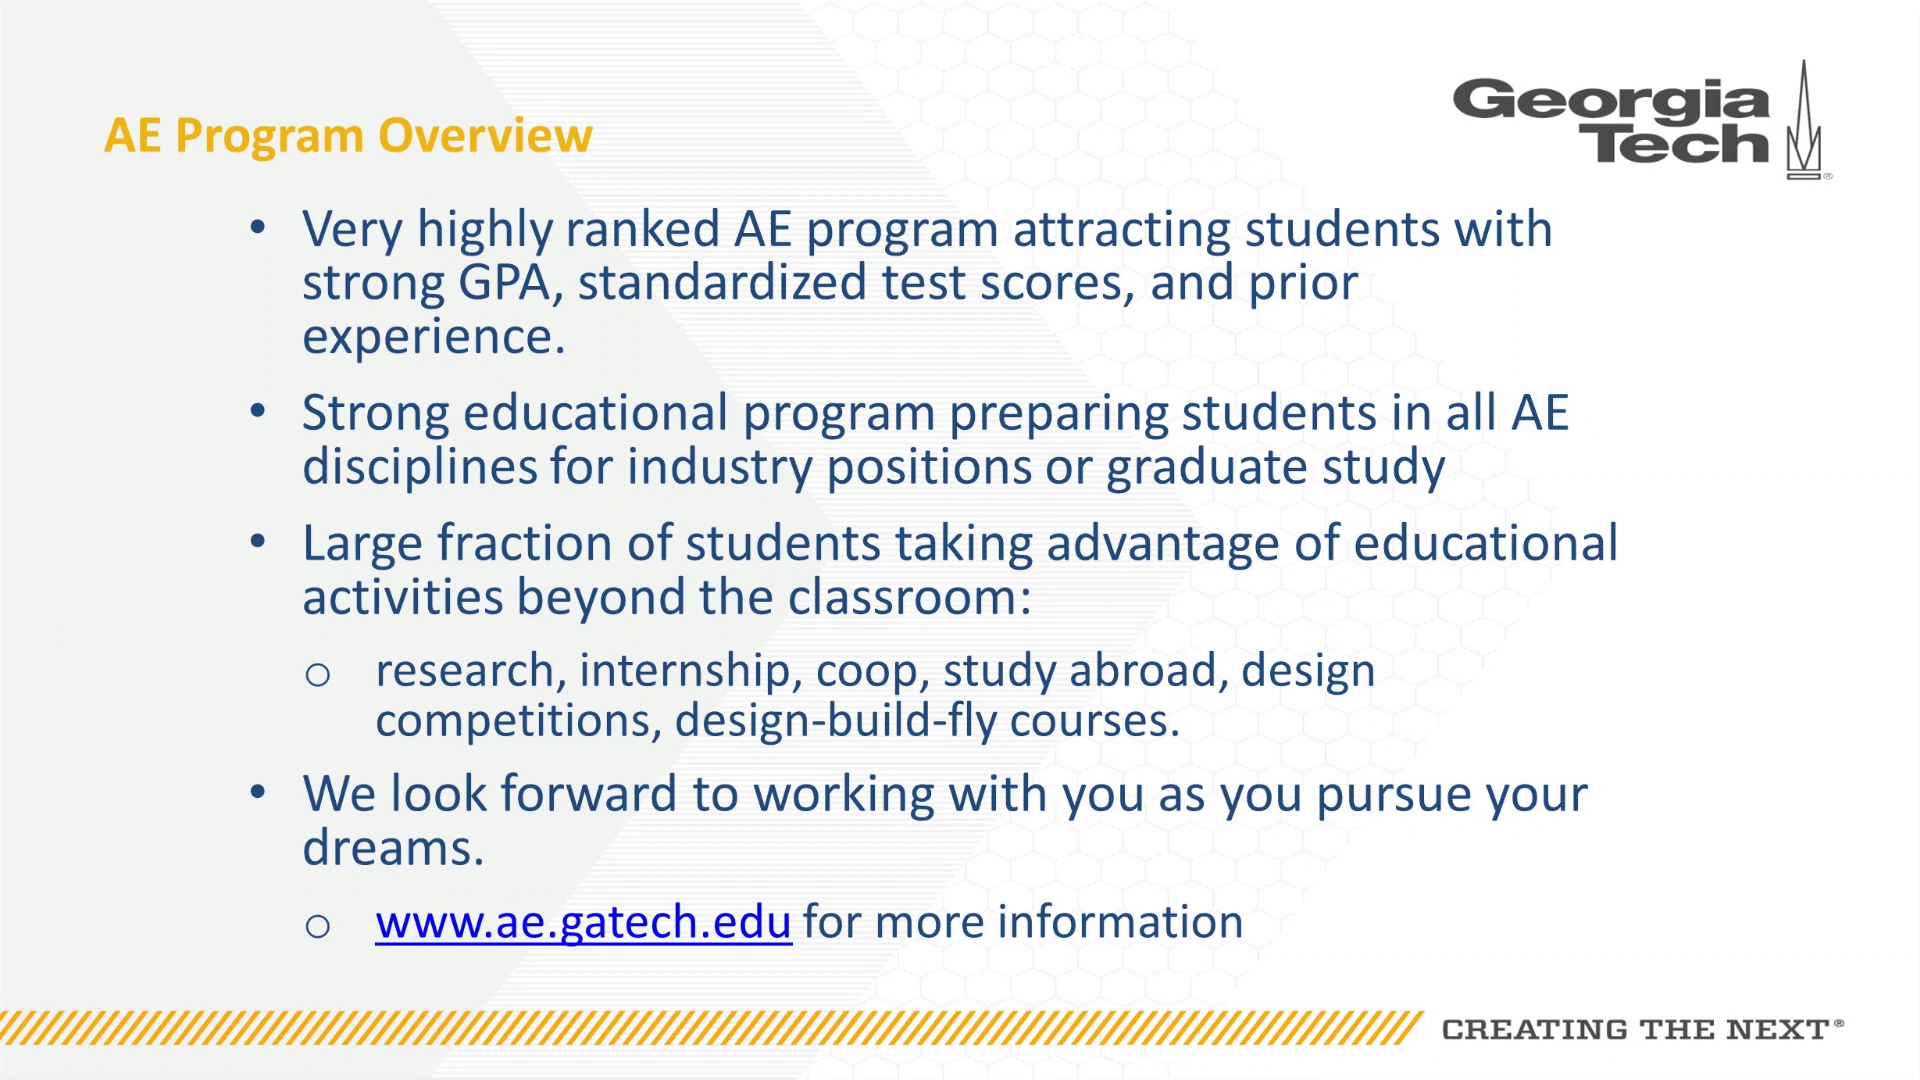 AE Program Overview
Georgia
Tech
®
• Very highly ranked AE program attracting students with
strong GPA, standardized test scores, and prior
experience.
• Strong educational program preparing students in all AE
disciplines for industry positions or graduate study
• Large fraction of students taking advantage of educational
activities beyond the classroom:
o research, internship, coop, study abroad, design
competitions, design-build-fly courses.
• We look forward to working with you as you pursue your
dreams.
o www.ae.gatech.edu for more information
CREATING THE NEXT®